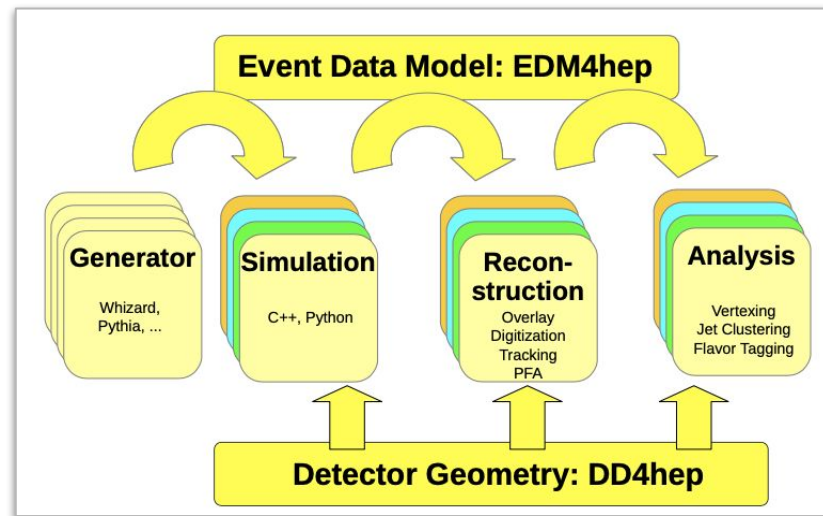 Event Data Model: EDM4hep
Generator
Whizard,
Pythia, ...
Simulation
C++, Python
Recon-
struction
Overlay
Digitization
Tracking
PFA
Analysis
Vertexing
Jet Clustering
Flavor Tagging
Detector Geometry: DD4hep